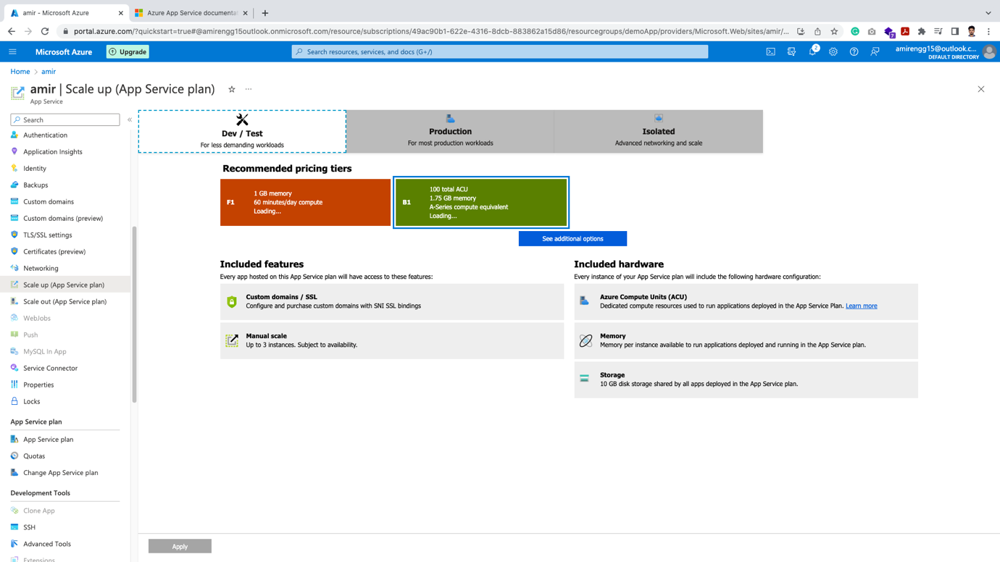 amir - Microsoft Azure
Azure App Service documentat
portal.azure.com/?quickstart=true#@amirengg15outlook.onmicrosoft.com/resource/subscriptions/49ac90b1-622e-4316-8dcb-883862a15d86/resourcegroups/demoApp/providers/Microsoft.Web/sites/amir/...
7
Microsoft Azure
Upgrade
Search resources, services, and docs (G+/)
2
amirengg15@outlook.c...
DEFAULT DIRECTORY
Home > amir
amir | Scale up (App Service plan)
...
App Service
Search
«
Authentication
Application Insights
Identity
Backups
Custom domains
Custom domains (preview)
TLS/SSL settings
Certificates (preview)
Networking
Scale up (App Service plan)
Scale out (App Service plan)
WebJobs
Push
MySQL In App
Service Connector
Properties
Locks
App Service plan
App Service plan
Quotas
Change App Service plan
Development Tools
Clone App
SSH
Advanced Tools
Extensions
Dev / Test
For less demanding workloads
Production
For most production workloads
Isolated
Advanced networking and scale
Recommended pricing tiers
F1
1 GB memory
60 minutes/day compute
Loading...
B1
100 total ACU
1.75 GB memory
A-Series compute equivalent
Loading...
See additional options
Included features
Every app hosted on this App Service plan will have access to these features:
Custom domains / SSL
Configure and purchase custom domains with SNI SSL bindings
Manual scale
Up to 3 instances. Subject to availability.
Included hardware
Every instance of your App Service plan will include the following hardware configuration:
Azure Compute Units (ACU)
Dedicated compute resources used to run applications deployed in the App Service Plan. Learn more
Memory
Memory per instance available to run applications deployed and running in the App Service plan.
Storage
10 GB disk storage shared by all apps deployed in the App Service plan.
Apply